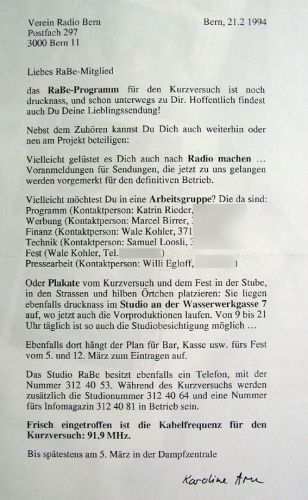 Verein Radio Bern Bern, 21.2 1994
Postfach 297
3000 Bern 11
Liebes RaBe-Mitglied
das RaBe-Programm für den Kurzversuch ist noch
drucknass, und schon unterwegs zu Dir. Hoffentlich findest
auch Du Deine Lieblingssendung!
Nebst dem Zuhören kannst Du Dich auch weiterhin oder
neu am Projekt beteiligen:
Vielleicht gelüstet es Dich auch nach Radio machen ...
Voranmeldungen für Sendungen, die jetzt zu uns gelangen
werden vorgemerkt für den definitiven Betrieb.
Vielleicht möchtest Du in eine Arbeitsgruppe? Die da sind:
Programm (Kontaktperson: Katrin Rieder,
Werbung (Kontaktperson: Marcel Birrer, 3
Finanz (Kontaktperson: Wale Kohler, 371
Technik (Kontaktperson: Samuel Loosli, 3
Fest (Wale Kohler, Tel.
Pressearbeit (Kontaktperson: Willi Egloff,
Oder Plakate vom Kurzversuch und dem Fest in der Stube,
in den Strassen und hilben Örtchen platzieren: Sie liegen
ebenfalls drucknass im Studio an der Wasserwerkgasse 7
auf, wo jetzt auch die Vorproduktionen laufen. Von 9 bis 21
Uhr täglich ist so auch die Studiobesichtigung möglich ...
Ebenfalls dort hängt der Plan für Bar, Kasse usw. fürs Fest
vom 5. und 12. März zum Eintragen auf.
Das Studio RaBe besitzt ebenfalls ein Telefon, mit der
Nummer 312 40 53. Während des Kurzversuchs werden
zusätzlich die Studionummer 312 40 64 und eine Nummer
fürs Infomagazin 312 40 81 in Betrieb sein.
Frisch eingetroffen ist die Kabelfrequenz für den
Kurzversuch: 91,9 MHz.
Bis spätestens am 5. März in der Dampfzentrale
Karoline